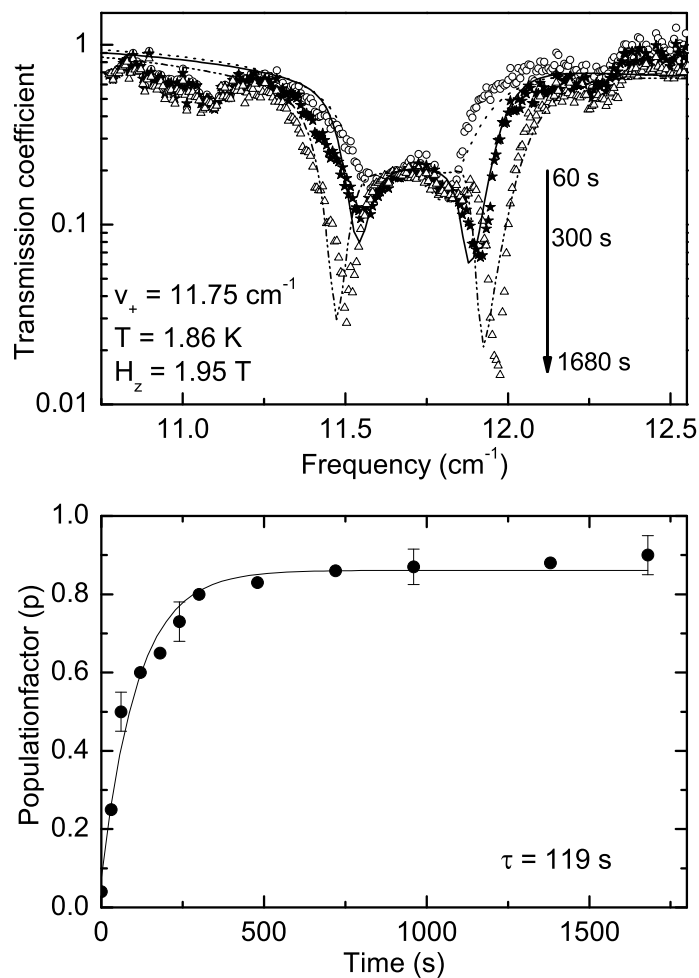 1
0.1
0.01
Transmission coefficient
60 s
300 s
1680 s
ν₊ = 11.75 cm⁻¹
T = 1.86 K
H_z = 1.95 T
11.0 11.5 12.0 12.5
Frequency (cm⁻¹)
1.0
0.8
0.6
0.4
0.2
0.0
Populationfactor (p)
τ = 119 s
0 500 1000 1500
Time (s)